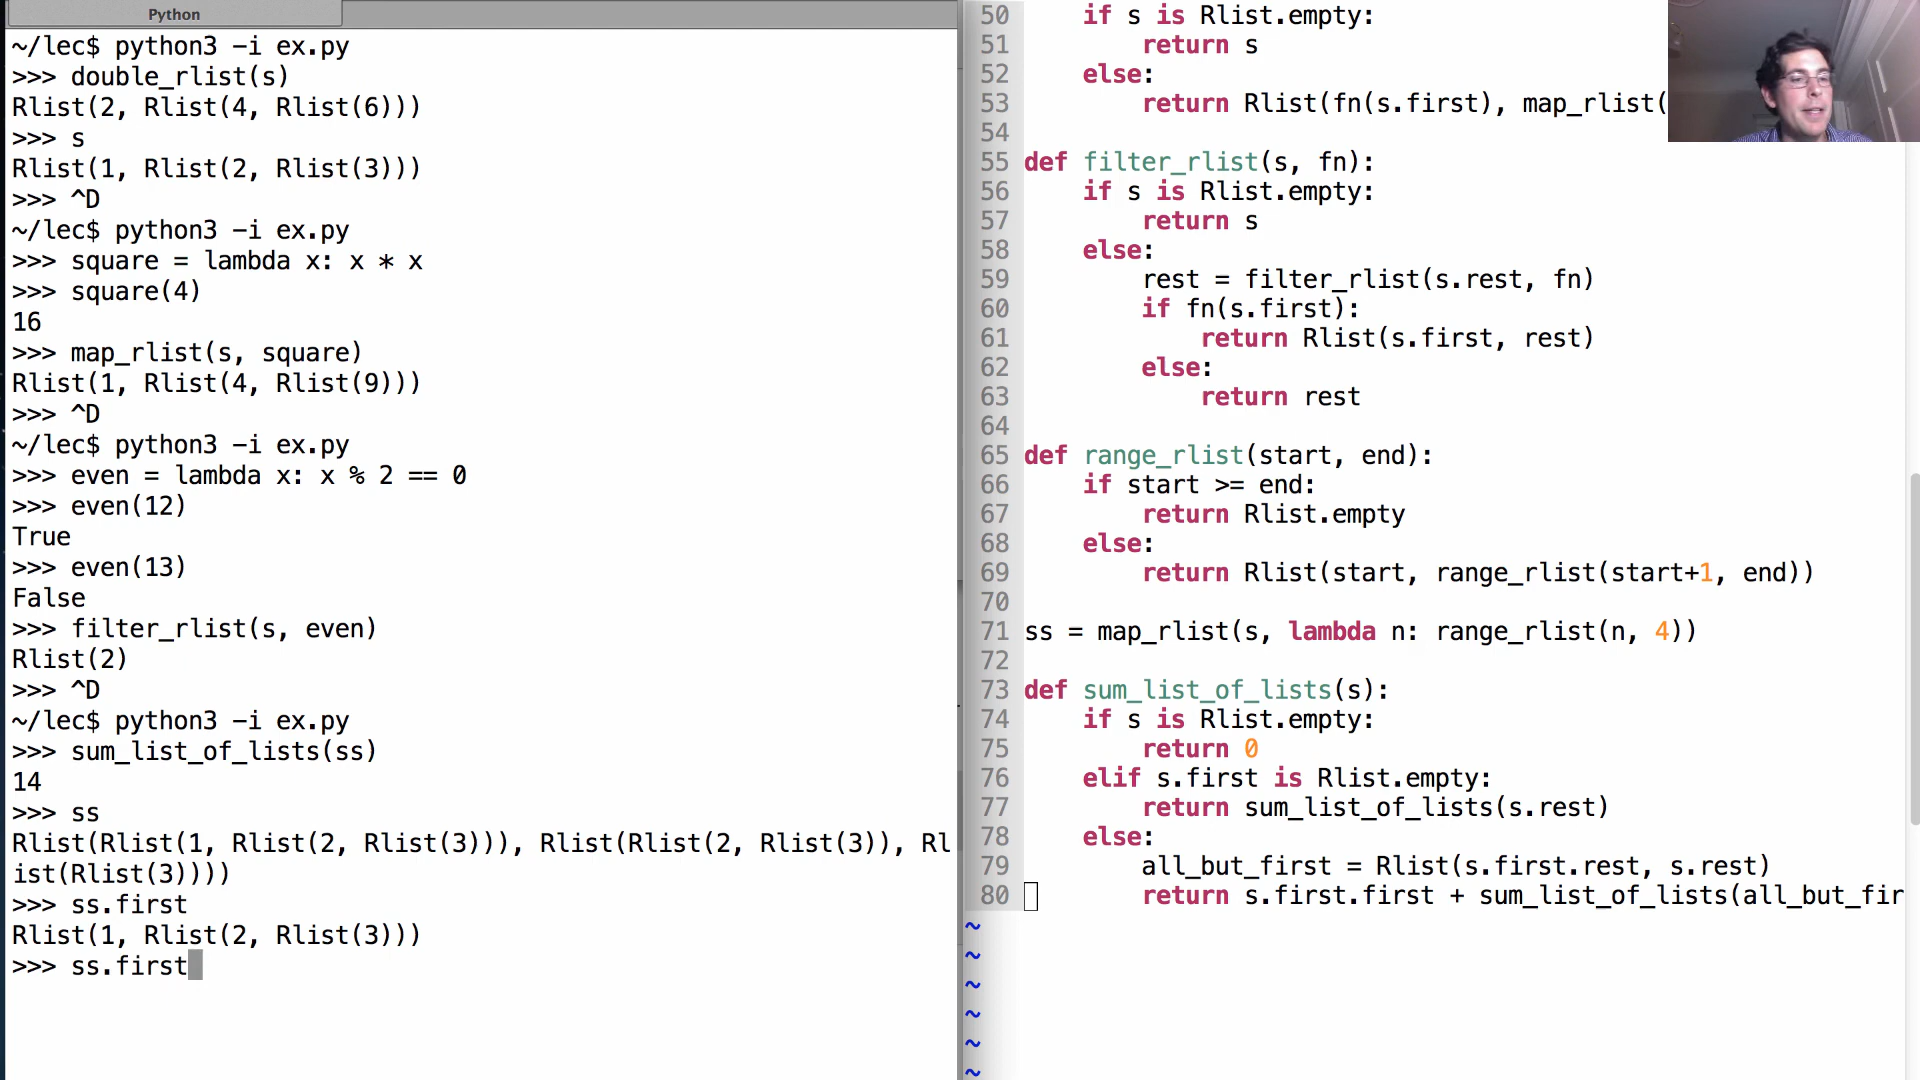 Python
~/lec$ python3 -i ex.py
>>> double_rlist(s)
Rlist(2, Rlist(4, Rlist(6)))
>>> s
Rlist(1, Rlist(2, Rlist(3)))
>>> ^D
~/lec$ python3 -i ex.py
>>> square = lambda x: x * x
>>> square(4)
16
>>> map_rlist(s, square)
Rlist(1, Rlist(4, Rlist(9)))
>>> ^D
~/lec$ python3 -i ex.py
>>> even = lambda x: x % 2 == 0
>>> even(12)
True
>>> even(13)
False
>>> filter_rlist(s, even)
Rlist(2)
>>> ^D
~/lec$ python3 -i ex.py
>>> sum_list_of_lists(ss)
14
>>> ss
Rlist(Rlist(1, Rlist(2, Rlist(3))), Rlist(Rlist(2, Rlist(3)), Rl
ist(Rlist(3))))
>>> ss.first
Rlist(1, Rlist(2, Rlist(3)))
>>> ss.first
50     if s is Rlist.empty:
51         return s
52     else:
53         return Rlist(fn(s.first), map_rlist(
54
55 def filter_rlist(s, fn):
56     if s is Rlist.empty:
57         return s
58     else:
59         rest = filter_rlist(s.rest, fn)
60         if fn(s.first):
61             return Rlist(s.first, rest)
62         else:
63             return rest
64
65 def range_rlist(start, end):
66     if start >= end:
67         return Rlist.empty
68     else:
69         return Rlist(start, range_rlist(start+1, end))
70
71 ss = map_rlist(s, lambda n: range_rlist(n, 4))
72
73 def sum_list_of_lists(s):
74     if s is Rlist.empty:
75         return 0
76     elif s.first is Rlist.empty:
77         return sum_list_of_lists(s.rest)
78     else:
79         all_but_first = Rlist(s.first.rest, s.rest)
80         return s.first.first + sum_list_of_lists(all_but_fir
~
~
~
~
~
~